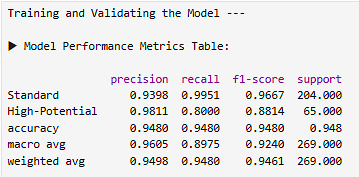 Training and Validating the Model ---
▶ Model Performance Metrics Table:
precision recall f1-score support
Standard 0.9398 0.9951 0.9667 204.000
High-Potential 0.9811 0.8000 0.8814 65.000
accuracy 0.9480 0.9480 0.9480 0.948
macro avg 0.9605 0.8975 0.9240 269.000
weighted avg 0.9498 0.9480 0.9461 269.000